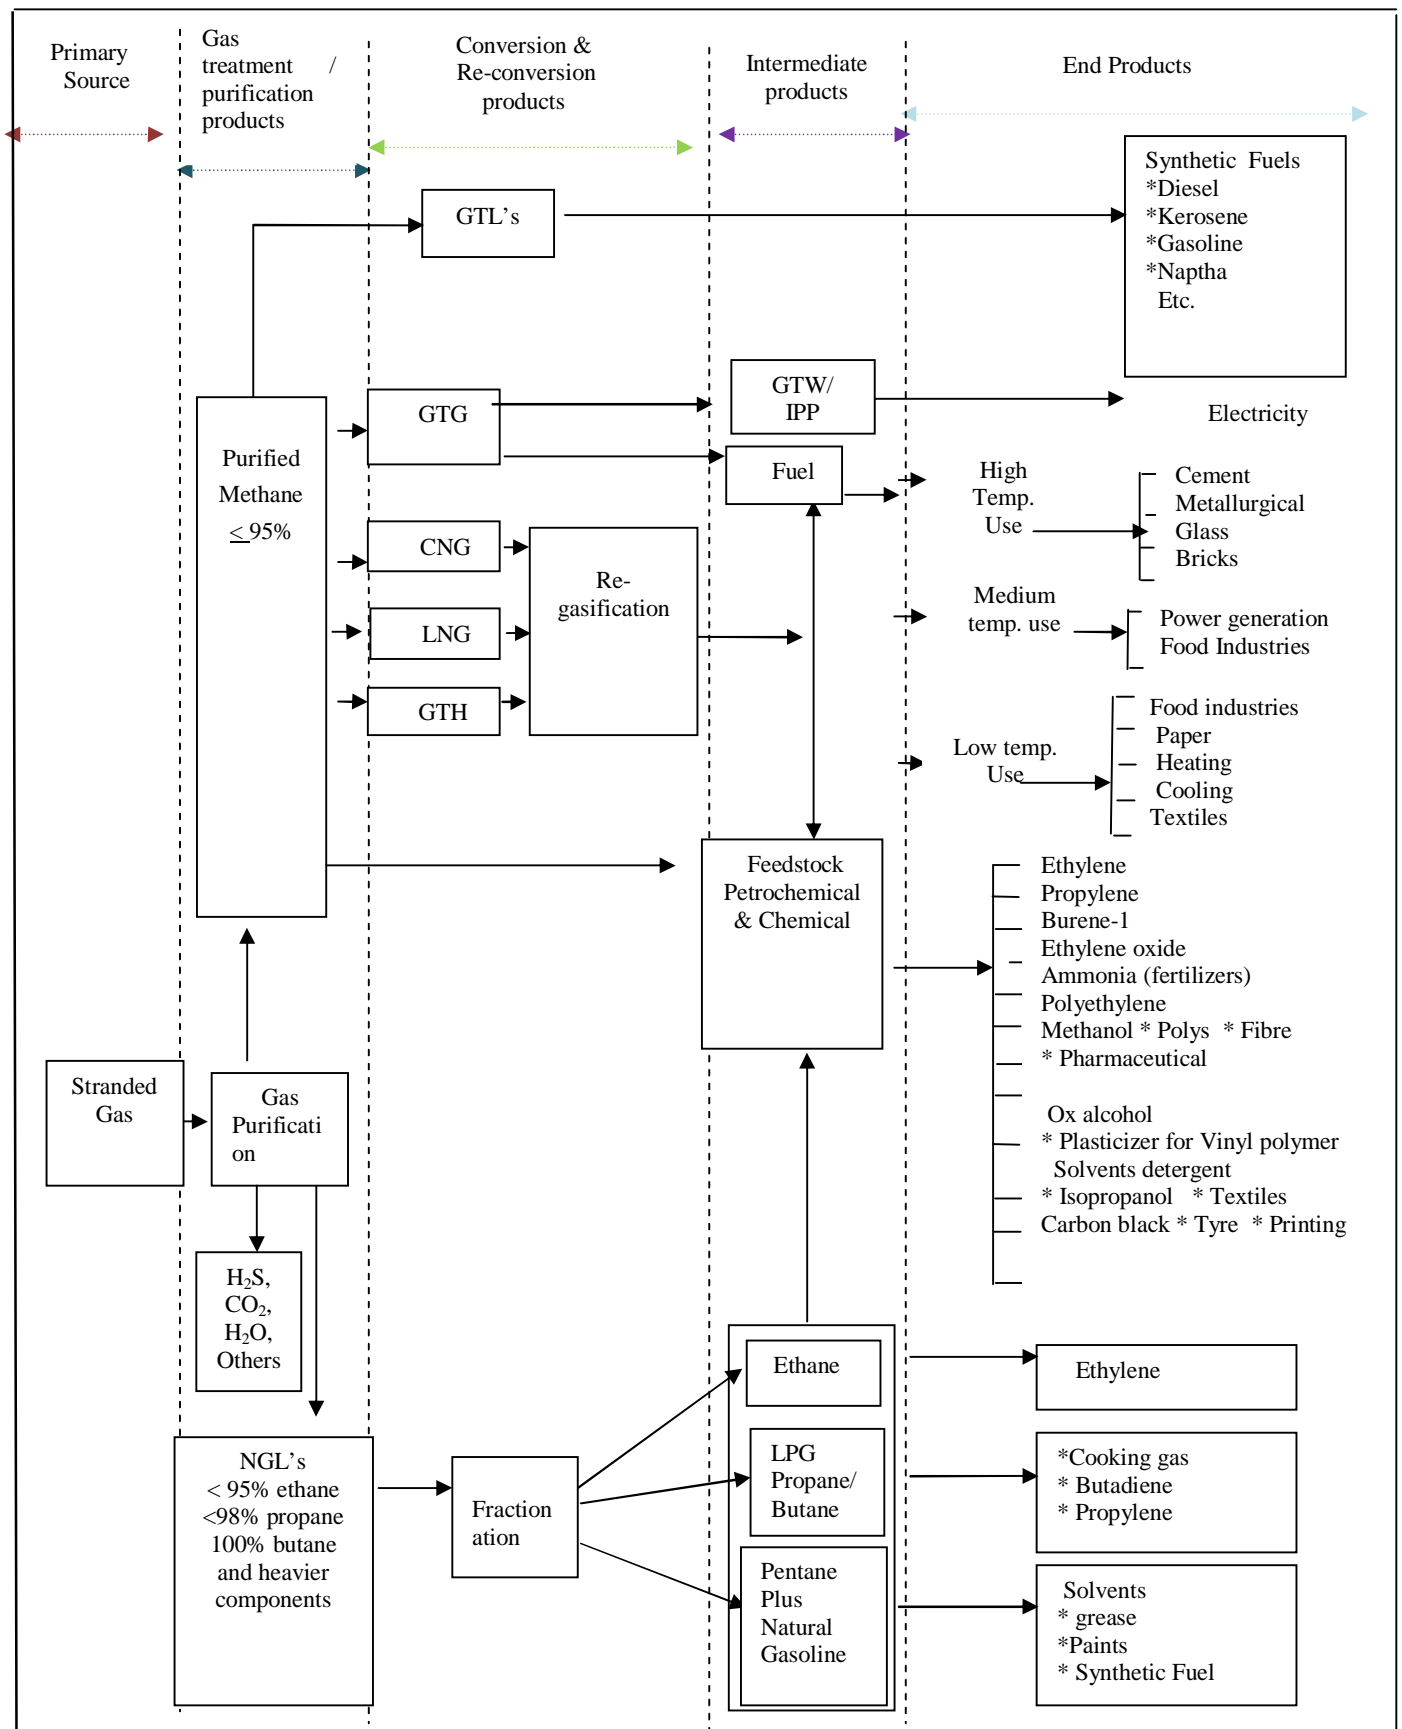 Primary
Source
Gas
treatment /
purification
products
Conversion &
Re-conversion
products
Intermediate
products
End Products
GTL's
Synthetic Fuels
*Diesel
*Kerosene
*Gasoline
*Naptha
Etc.
Purified
Methane
< 95%
GTG
GTW/
IPP
Electricity
Fuel
High
Temp.
Use
Cement
Metallurgical
Glass
Bricks
CNG
LNG
GTH
Re-
gasification
Medium
temp. use
Power generation
Food Industries
Low temp.
Use
Food industries
Paper
Heating
Cooling
Textiles
Feedstock
Petrochemical
& Chemical
Ethylene
Propylene
Burene-1
Ethylene oxide
Ammonia (fertilizers)
Polyethylene
Methanol * Polys * Fibre
* Pharmaceutical
Ox alcohol
* Plasticizer for Vinyl polymer
Solvents detergent
* Isopropanol * Textiles
Carbon black * Tyre * Printing
Stranded
Gas
Gas
Purificati
on
H₂S,
CO₂,
H₂O,
Others
NGL's
< 95% ethane
<98% propane
100% butane
and heavier
components
Fraction
ation
Ethane
LPG
Propane/
Butane
Pentane
Plus
Natural
Gasoline
Ethylene
*Cooking gas
* Butadiene
* Propylene
Solvents
* grease
*Paints
* Synthetic Fuel